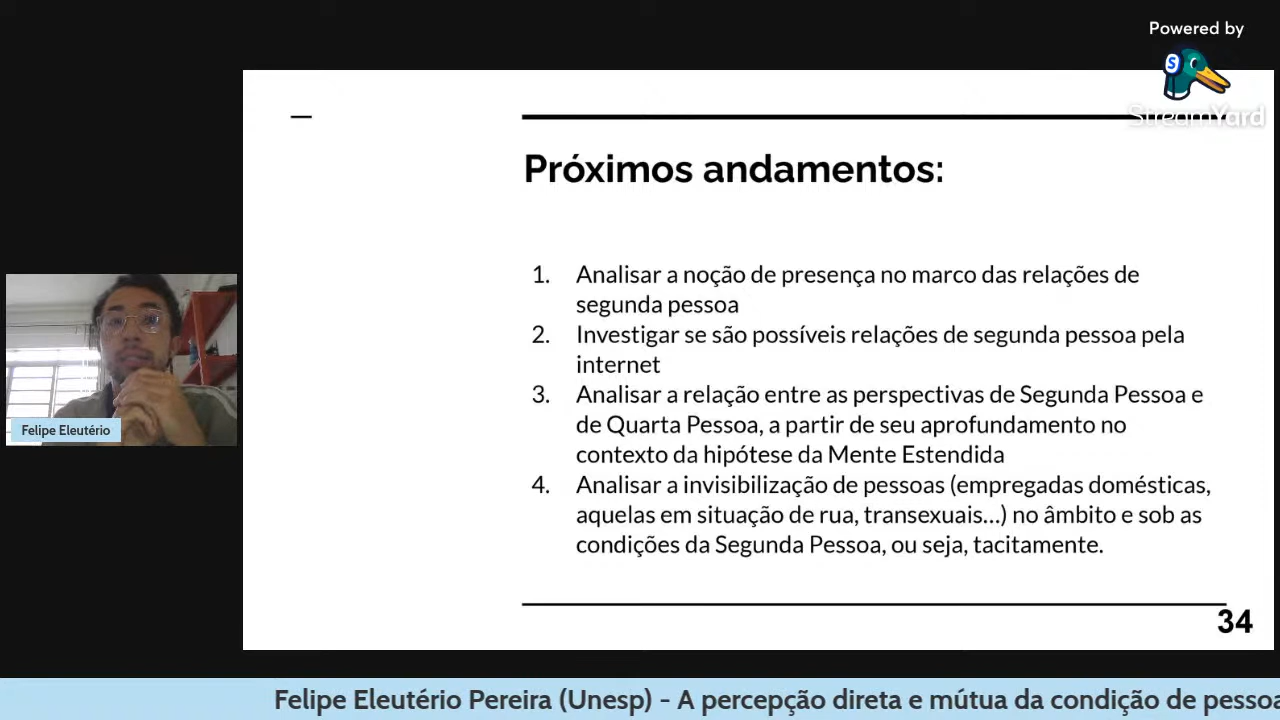 Powered by
StreamYard
Próximos andamentos:
1. Analisar a noção de presença no marco das relações de
segunda pessoa
2. Investigar se são possíveis relações de segunda pessoa pela
internet
3. Analisar a relação entre as perspectivas de Segunda Pessoa e
de Quarta Pessoa, a partir de seu aprofundamento no
contexto da hipótese da Mente Estendida
4. Analisar a invisibilização de pessoas (empregadas domésticas,
aquelas em situação de rua, transexuais...) no âmbito e sob as
condições da Segunda Pessoa, ou seja, tacitamente.
34
Felipe Eleutério
Felipe Eleutério Pereira (Unesp) - A percepção direta e mútua da condição de pessoa